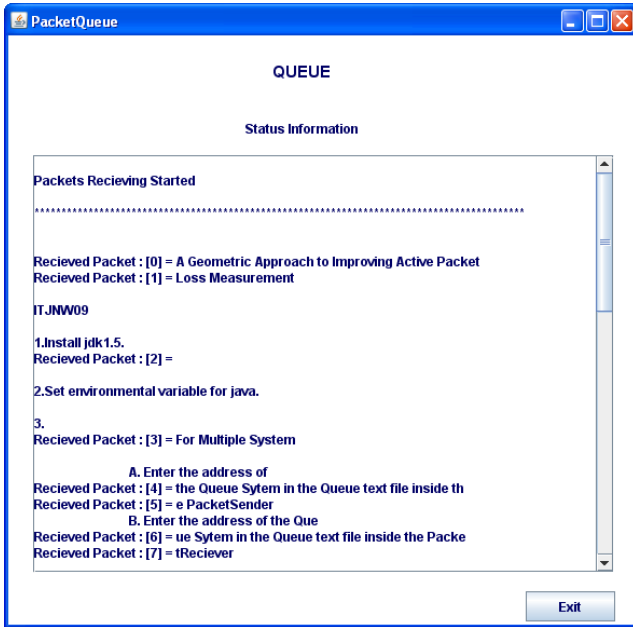 PacketQueue
QUEUE
Status Information
Packets Recieving Started
******************************************************************************************
Recieved Packet : [0] = A Geometric Approach to Improving Active Packet
Recieved Packet : [1] = Loss Measurement
ITJNW09
1.Install jdk1.5.
Recieved Packet : [2] =
2.Set environmental variable for java.
3.
Recieved Packet : [3] = For Multiple System
A. Enter the address of
Recieved Packet : [4] = the Queue Sytem in the Queue text file inside th
Recieved Packet : [5] = e PacketSender
B. Enter the address of the Que
Recieved Packet : [6] = ue Sytem in the Queue text file inside the Packe
Recieved Packet : [7] = tReciever
Exit